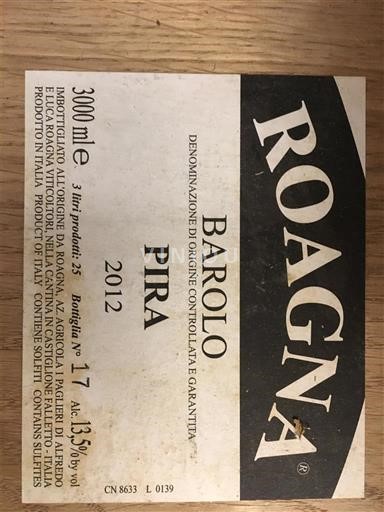 ROAGNA®
DENOMINAZIONE DI ORIGINE CONTROLLATA E GARANTITA
BAROLO
PIRA
2012
3000 ml e 3 litri prodotti: 25 Bottiglia N° 17 Alc. 13,5% by vol
IMBOTTIGLIATO ALL'ORIGINE DA ROAGNA, AZ. AGRICOLA I PAGLIERI DI ALFREDO
E LUCA ROAGNA VITICOLTORI, NELLA CANTINA IN CASTIGLIONE FALLETTO - ITALIA
PRODOTTO IN ITALIA PRODUCT OF ITALY CONTIENE SOLFITI CONTAINS SULFITES
CN 8633 L 0139